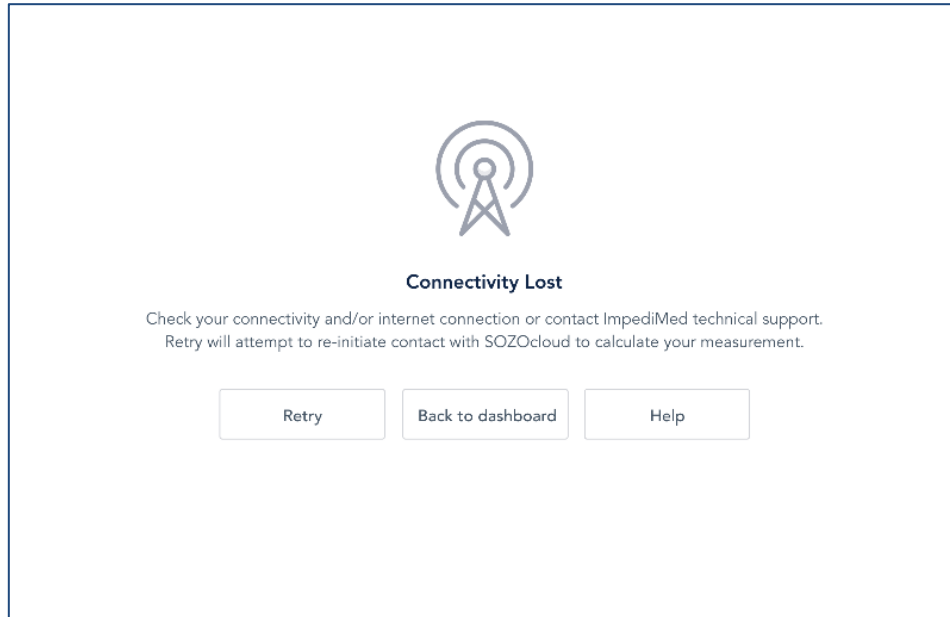 Connectivity Lost
Check your connectivity and/or internet connection or contact ImpediMed technical support.
Retry will attempt to re-initiate contact with SOZOcloud to calculate your measurement.
Retry
Back to dashboard
Help